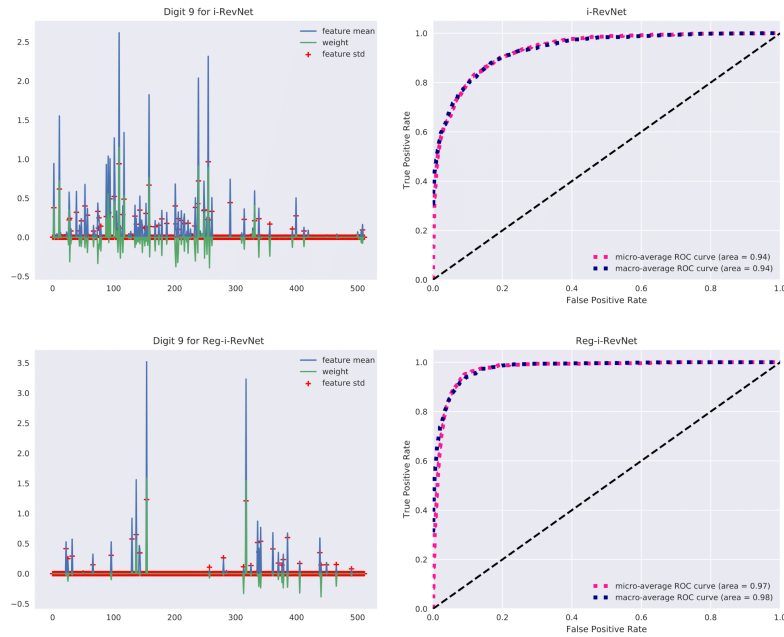 Digit 9 for i-RevNet
feature mean
weight
feature std
2.5
2.0
1.5
1.0
0.5
0.0
−0.5
0 100 200 300 400 500
i-RevNet
True Positive Rate
1.0
0.8
0.6
0.4
0.2
0.0
micro-average ROC curve (area = 0.94)
macro-average ROC curve (area = 0.94)
0.0 0.2 0.4 0.6 0.8 1.0
False Positive Rate
Digit 9 for Reg-i-RevNet
feature mean
weight
feature std
3.5
3.0
2.5
2.0
1.5
1.0
0.5
0.0
−0.5
0 100 200 300 400 500
Reg-i-RevNet
True Positive Rate
1.0
0.8
0.6
0.4
0.2
0.0
micro-average ROC curve (area = 0.97)
macro-average ROC curve (area = 0.98)
0.0 0.2 0.4 0.6 0.8 1.0
False Positive Rate